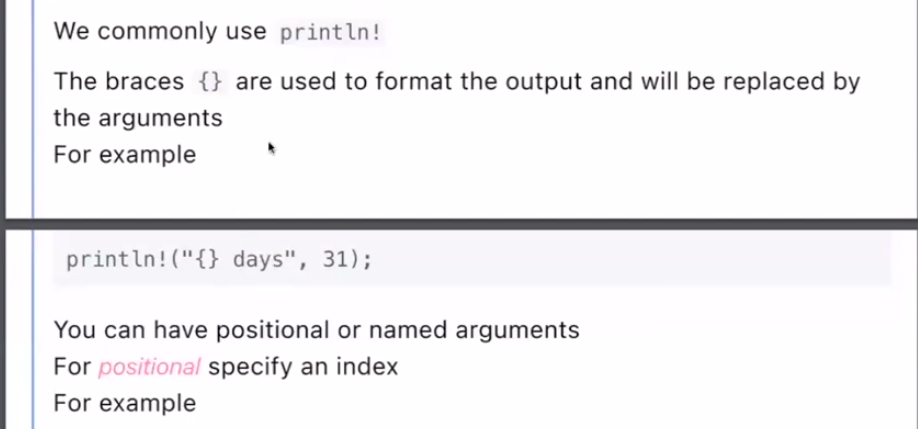 We commonly use println!
The braces {} are used to format the output and will be replaced by
the arguments
For example
println!("{} days", 31);
You can have positional or named arguments
For positional specify an index
For example